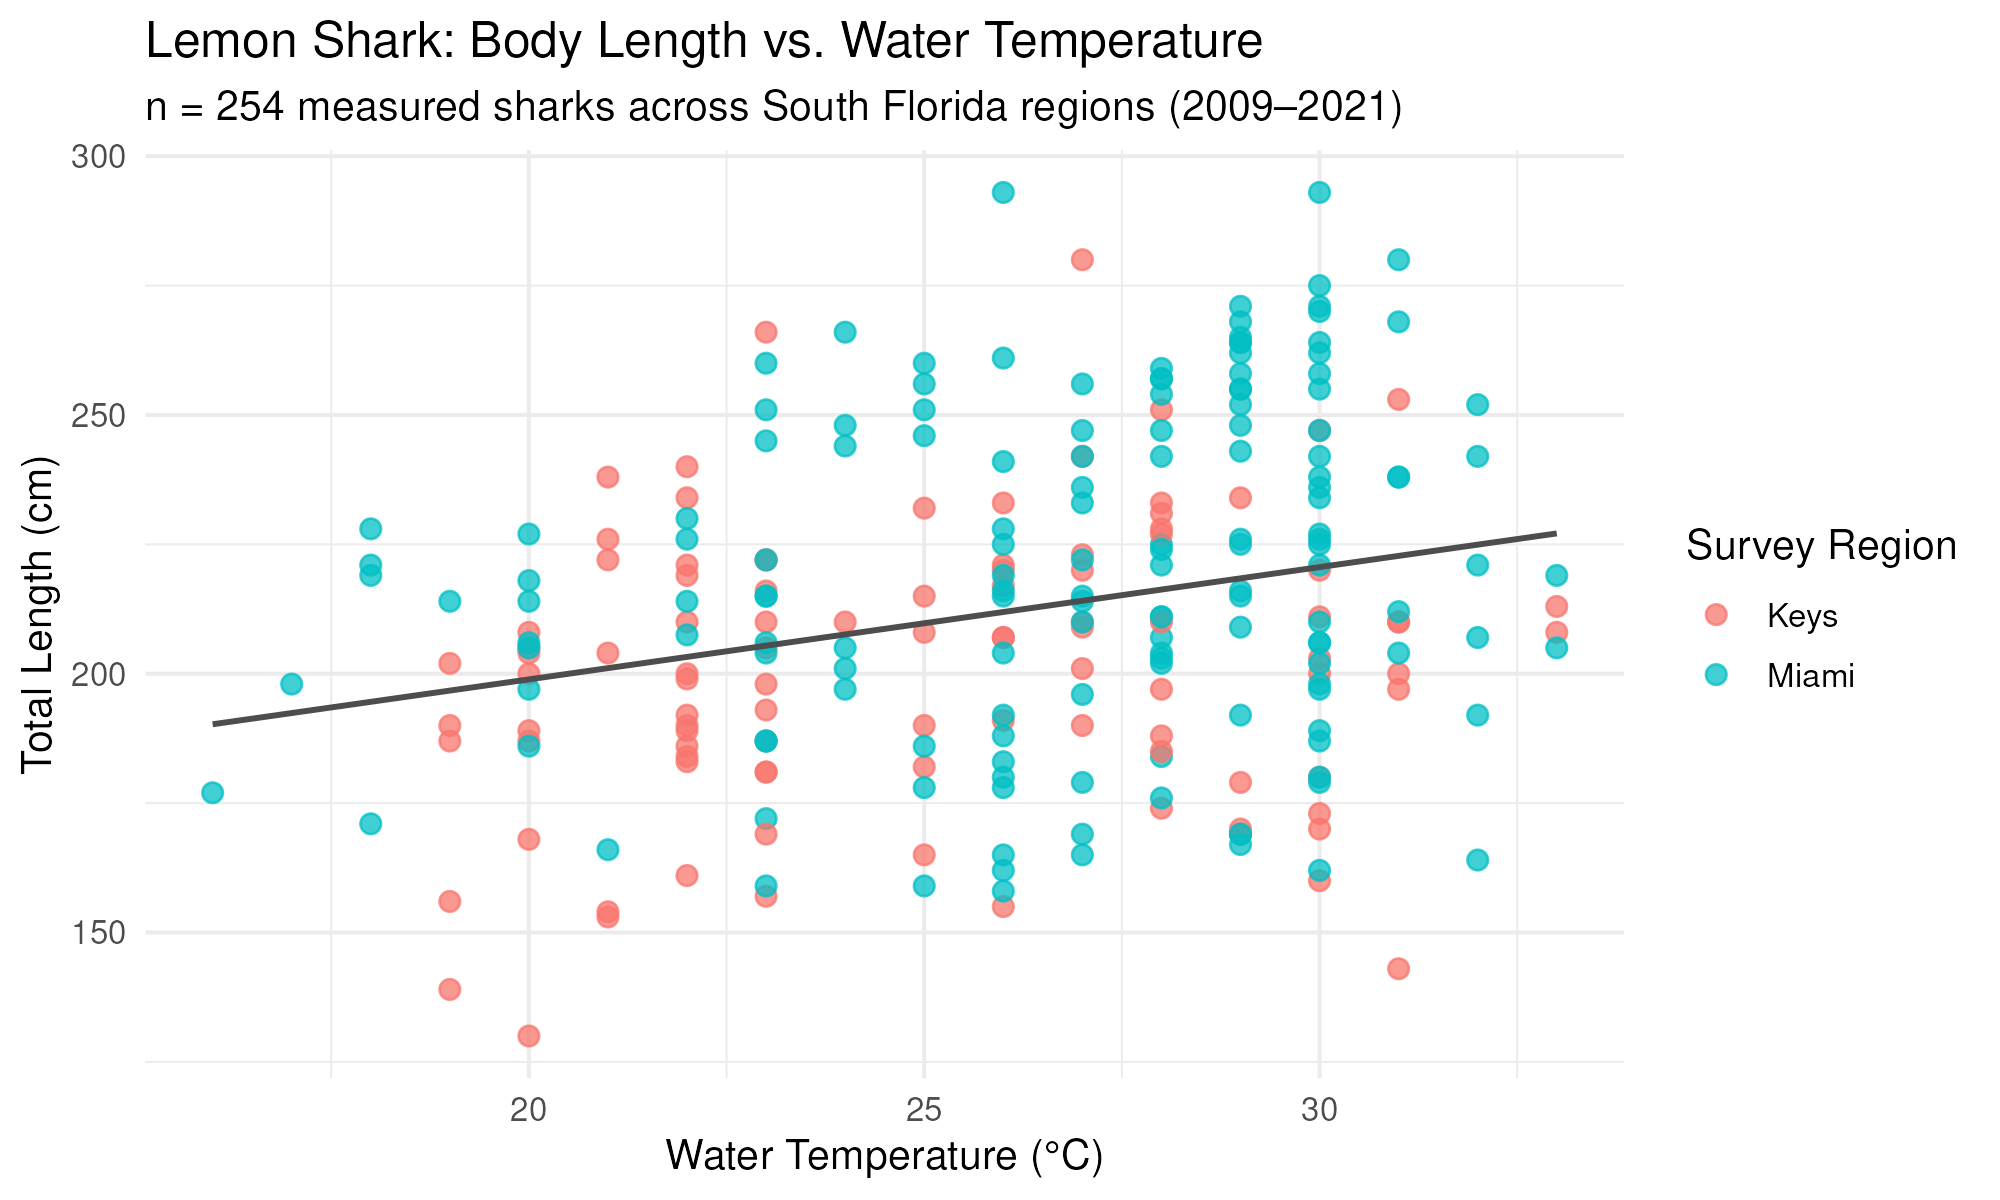 Lemon Shark: Body Length vs. Water Temperature
n = 254 measured sharks across South Florida regions (2009–2021)
300
250
200
150
Total Length (cm)
20
25
30
Water Temperature (°C)
Survey Region
Keys
Miami